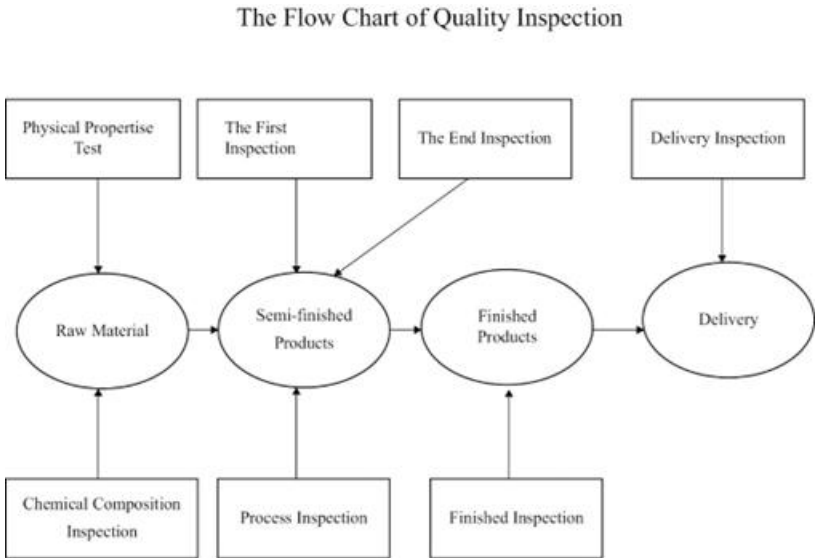 The Flow Chart of Quality Inspection
Physical Propertise
Test
The First
Inspection
The End Inspection
Delivery Inspection
Raw Material
Semi-finished
Products
Finished
Products
Delivery
Chemical Composition
Inspection
Process Inspection
Finished Inspection